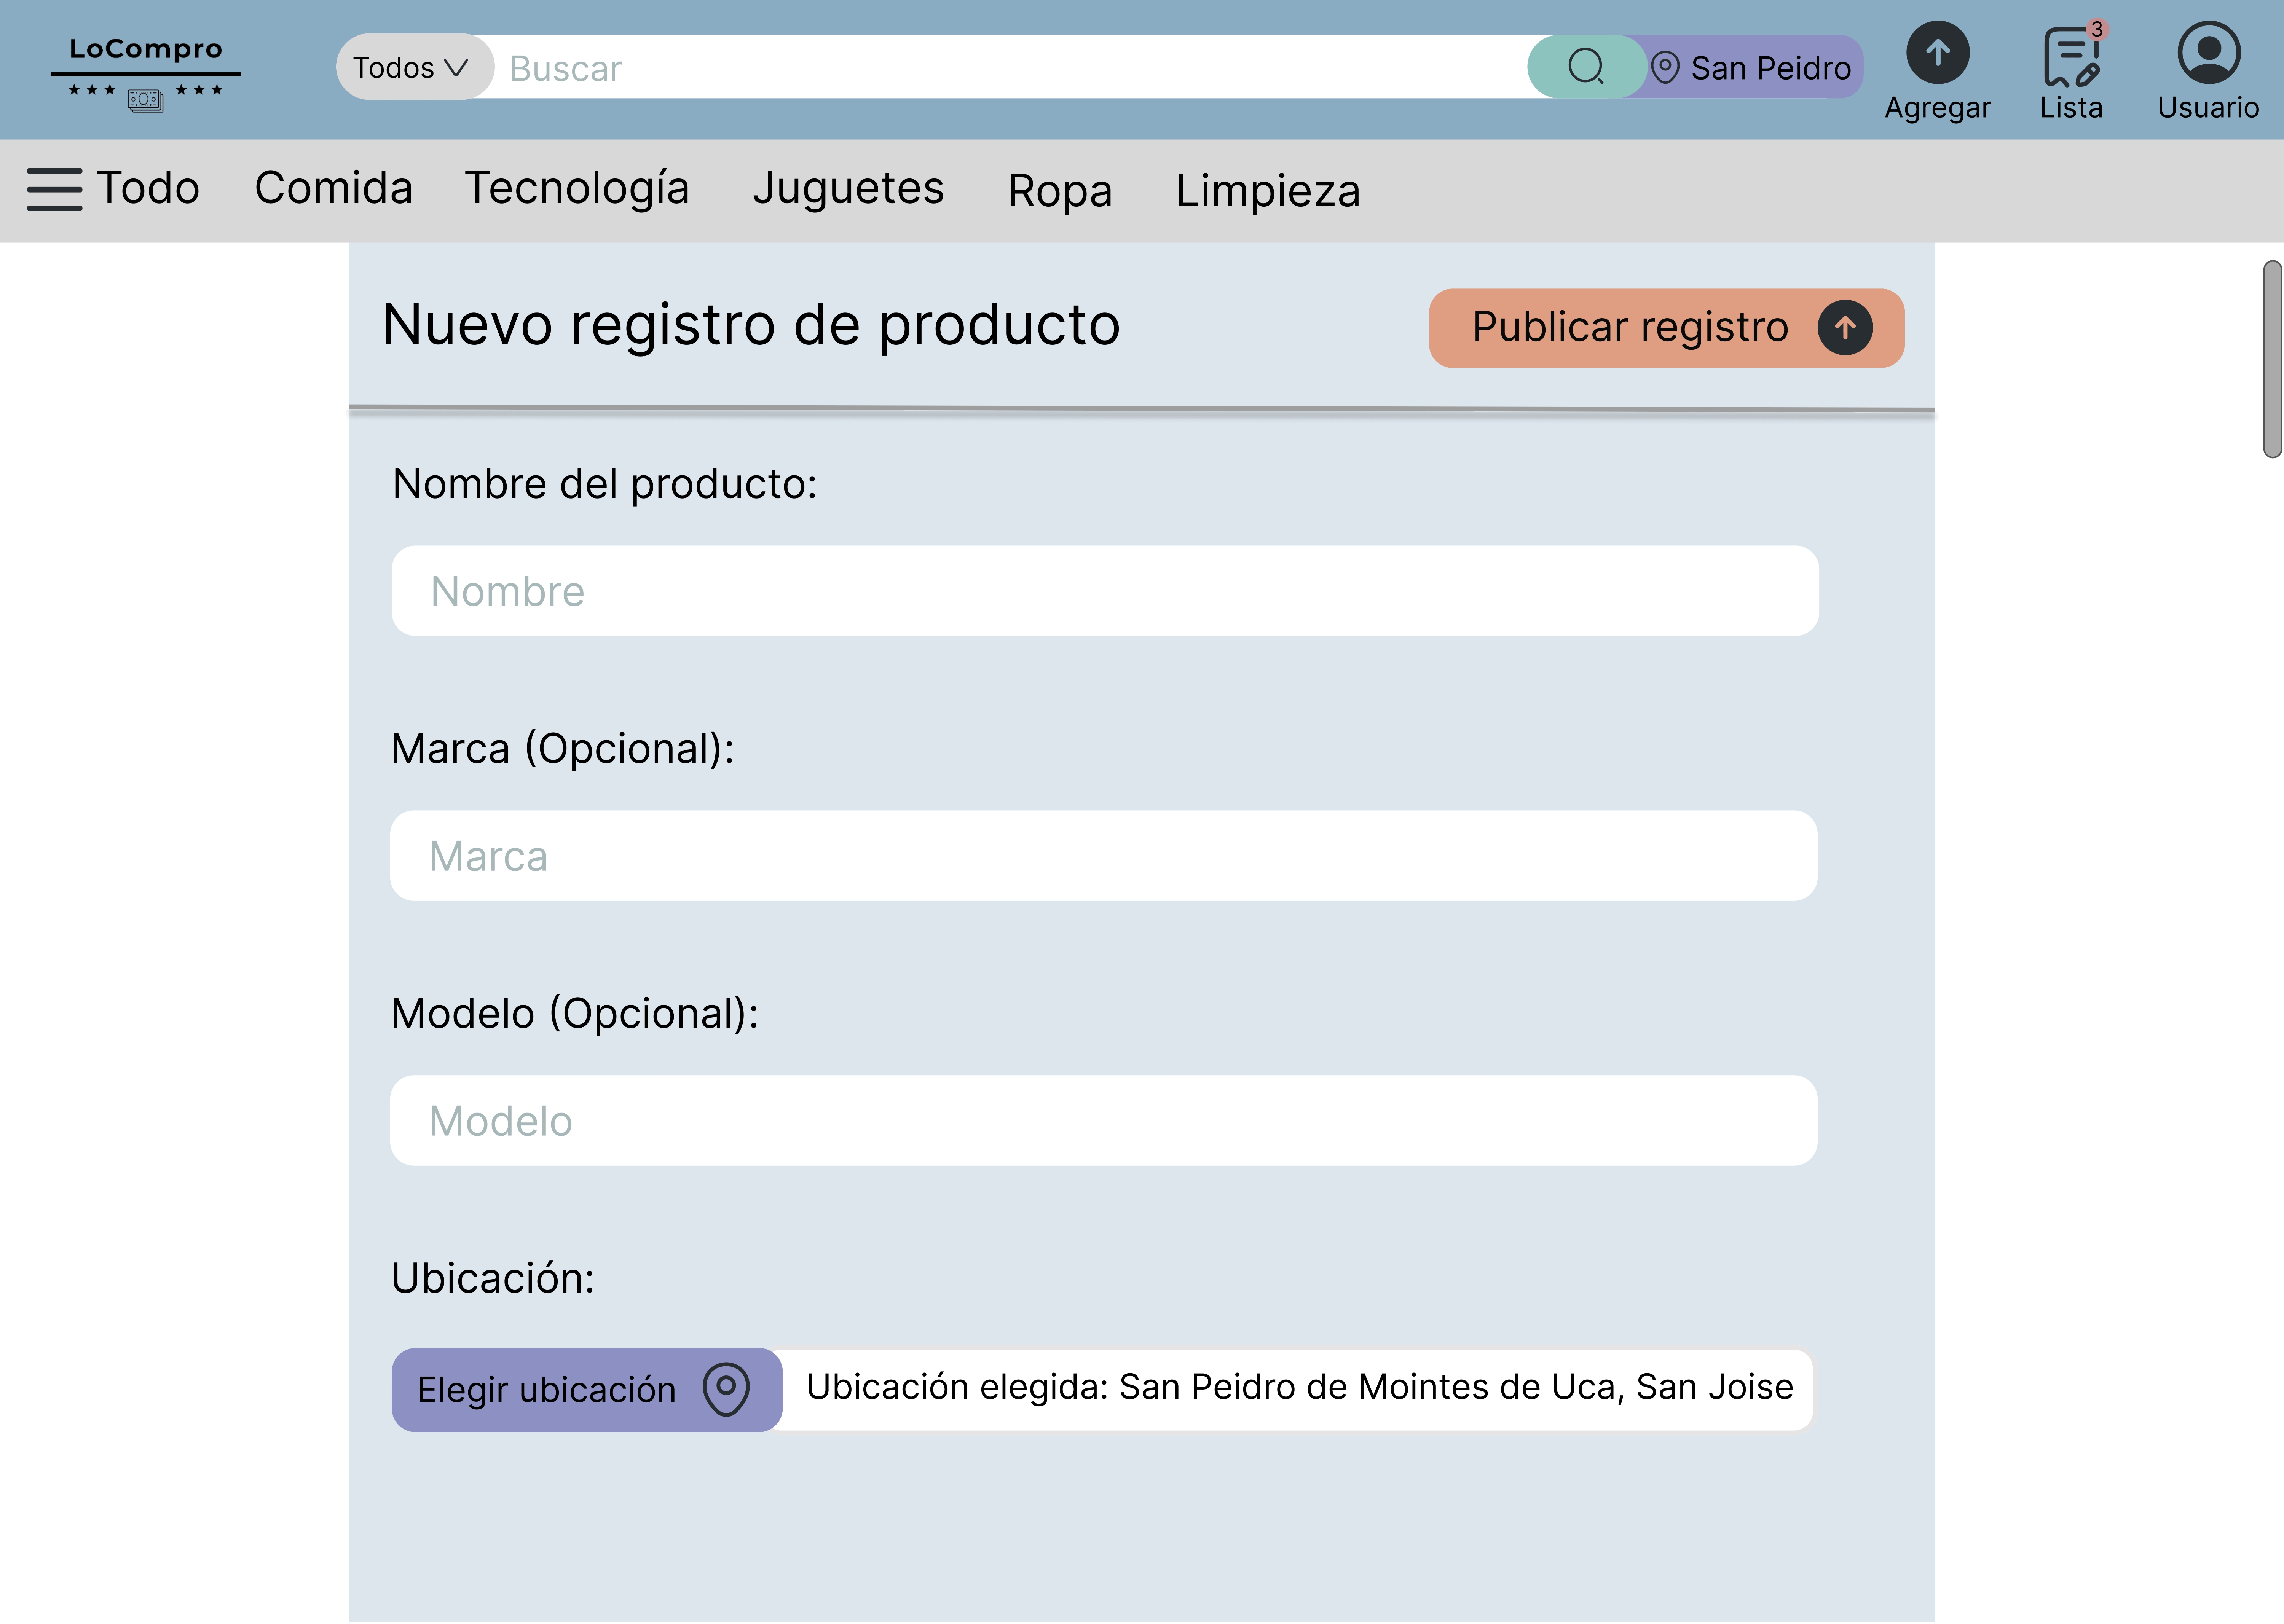 LoCompro
Todos
Buscar
San Peidro
Agregar
3
Lista
Usuario
Todo
Comida
Tecnología
Juguetes
Ropa
Limpieza
Nuevo registro de producto
Publicar registro
Nombre del producto:
Nombre
Marca (Opcional):
Marca
Modelo (Opcional):
Modelo
Ubicación:
Elegir ubicación
Ubicación elegida: San Peidro de Mointes de Uca, San Joise